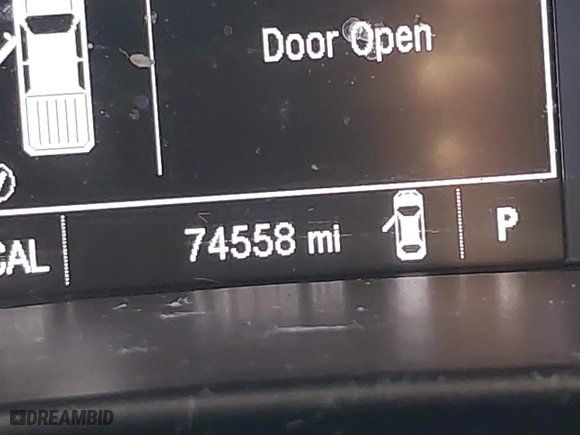 Door Open
CAL
74558 mi
P
DREAMBID